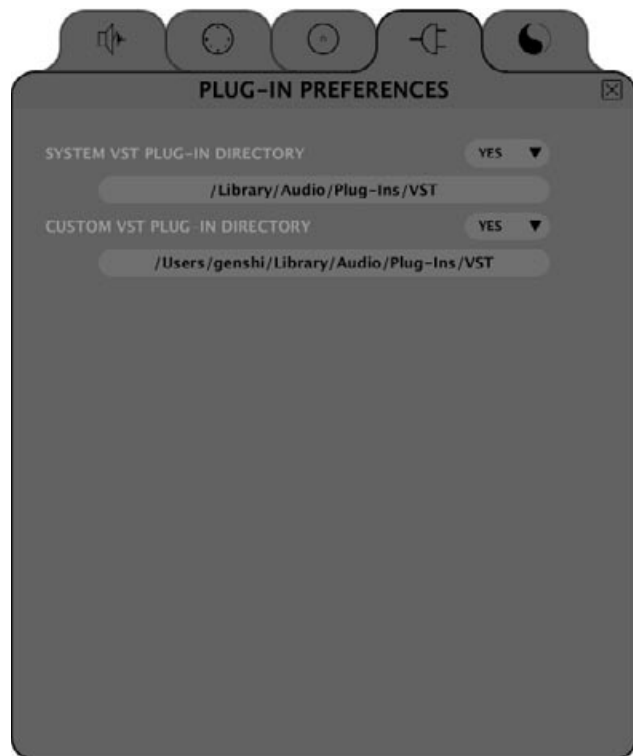 PLUG-IN PREFERENCES
SYSTEM VST PLUG-IN DIRECTORY YES
/Library/Audio/Plug-Ins/VST
CUSTOM VST PLUG-IN DIRECTORY YES
/Users/genshi/Library/Audio/Plug-Ins/VST